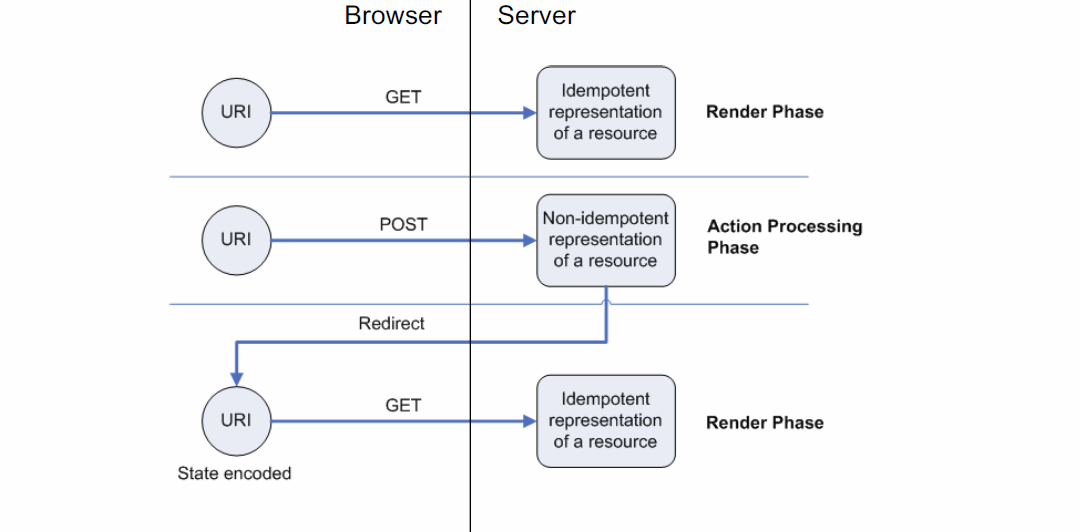 Browser
Server
URI
GET
Idempotent
representation
of a resource
Render Phase
URI
POST
Non-idempotent
representation
of a resource
Action Processing
Phase
Redirect
URI
GET
Idempotent
representation
of a resource
Render Phase
State encoded